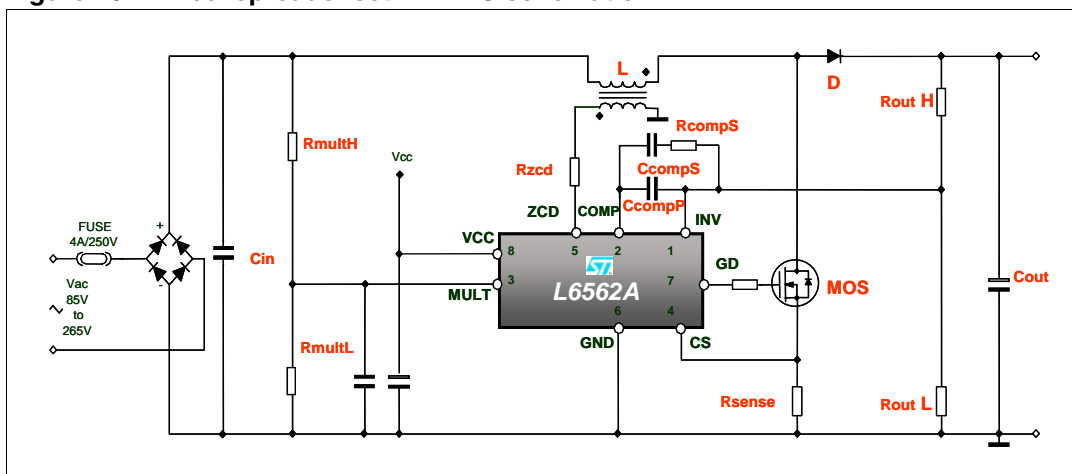 L
D
Rout H
RmultH
Vcc
RcompS
CcompS
Rzcd
CcompP
ZCD
COMP
INV
FUSE
4A/250V
+
-
VCC
8
5
2
1
GD
Cin
ST
7
Cout
MULT
3
L6562A
MOS
Vac
85V
to
265V
6
4
GND
CS
RmultL
Rsense
Rout L